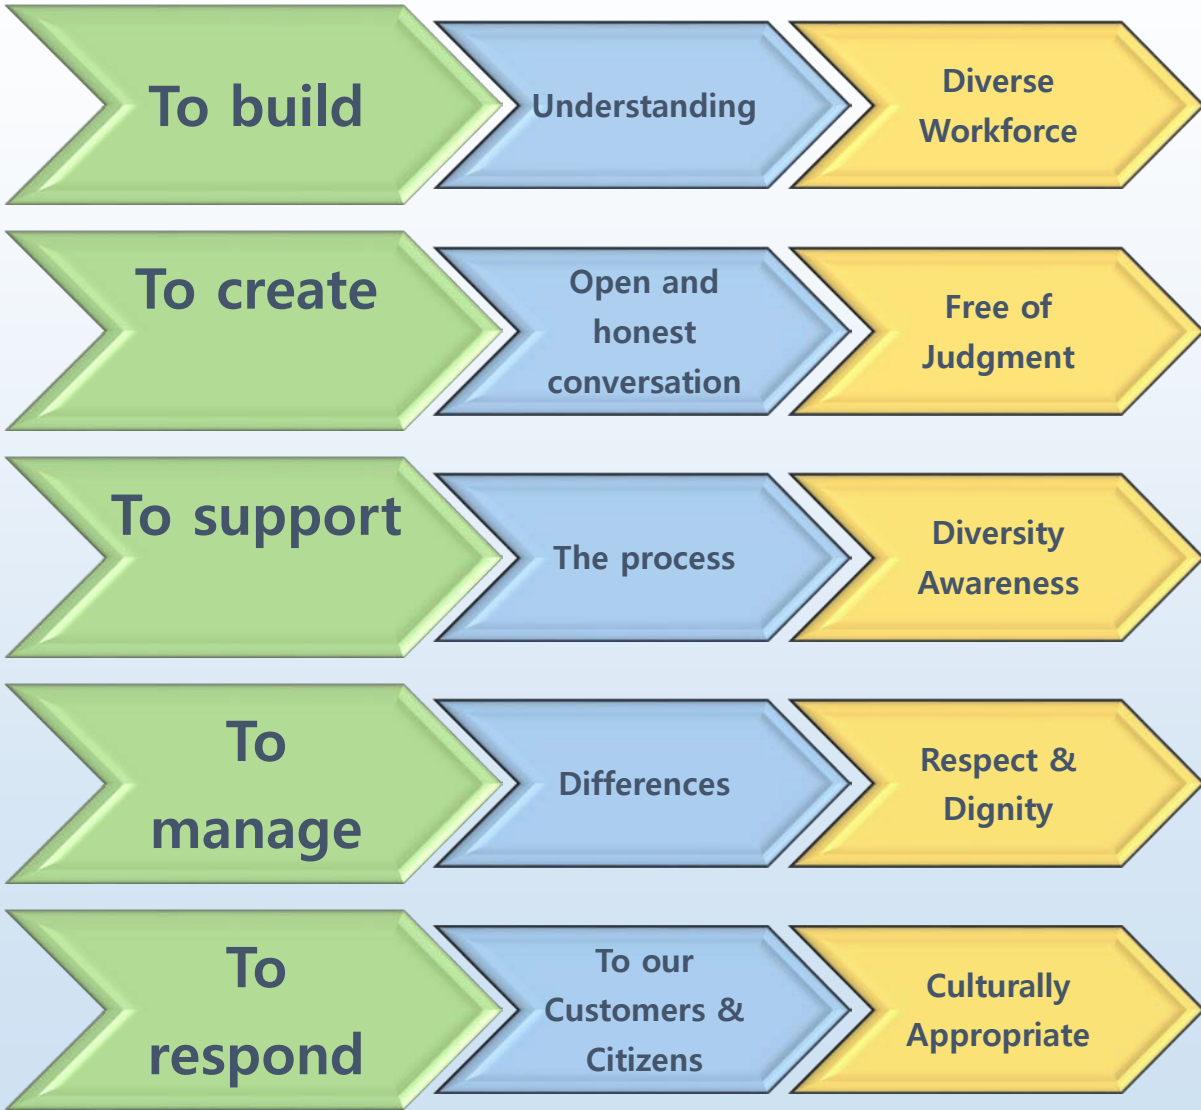 To build
Understanding
Diverse
Workforce
To create
Open and
honest
conversation
Free of
Judgment
To support
The process
Diversity
Awareness
To
manage
Differences
Respect &
Dignity
To
respond
To our
Customers &
Citizens
Culturally
Appropriate